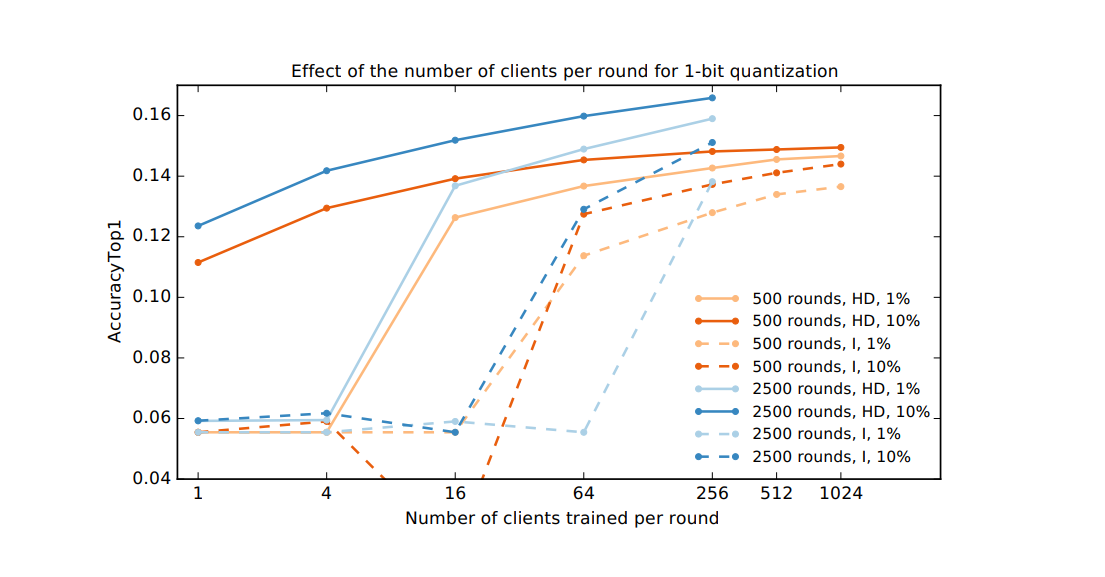 Effect of the number of clients per round for 1-bit quantization
AccuracyTop1
0.16
0.14
0.12
0.10
0.08
0.06
0.04
500 rounds, HD, 1%
500 rounds, HD, 10%
500 rounds, I, 1%
500 rounds, I, 10%
2500 rounds, HD, 1%
2500 rounds, HD, 10%
2500 rounds, I, 1%
2500 rounds, I, 10%
1 4 16 64 256 512 1024
Number of clients trained per round